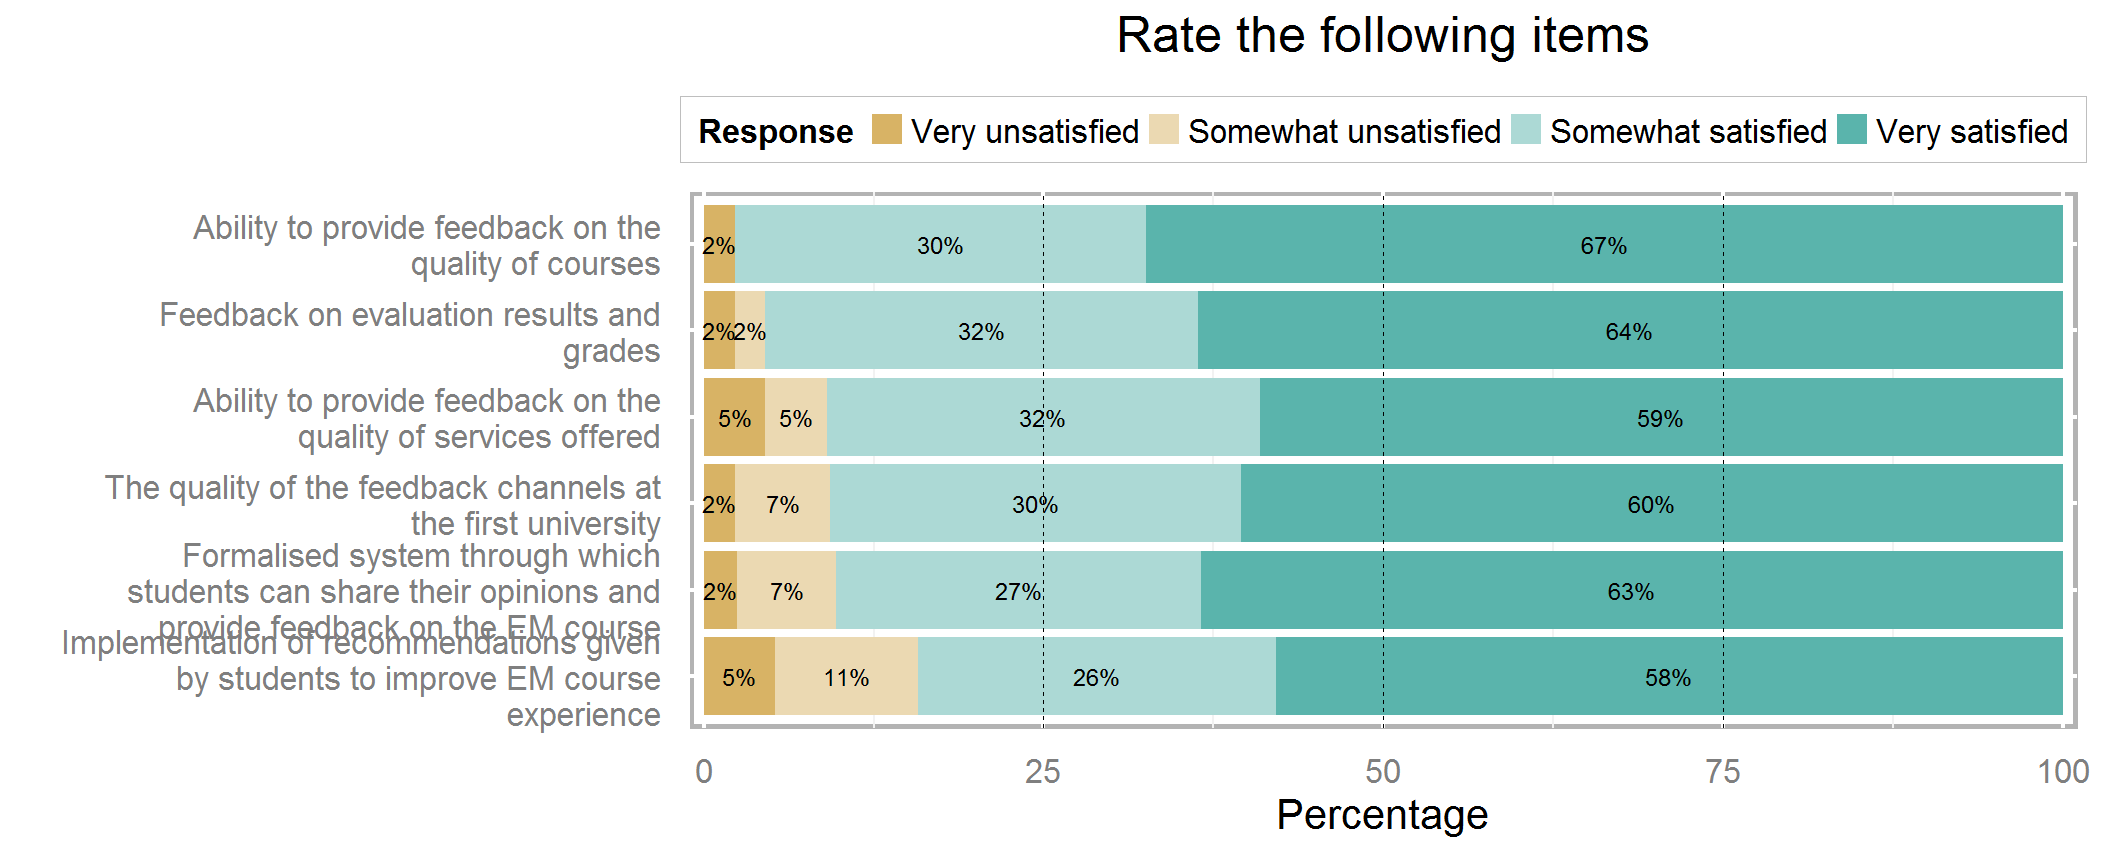 Rate the following items
Response Very unsatisfied Somewhat unsatisfied Somewhat satisfied Very satisfied
Ability to provide feedback on the
quality of courses
2% 30% 67%
Feedback on evaluation results and
grades
2% 2% 32% 64%
Ability to provide feedback on the
quality of services offered
5% 5% 32% 59%
The quality of the feedback channels at
the first university
2% 7% 30% 60%
Formalised system through which
students can share their opinions and
provide feedback on the EM course
2% 7% 27% 63%
Implementation of recommendations given
by students to improve EM course
experience
5% 11% 26% 58%
0 25 50 75 100
Percentage